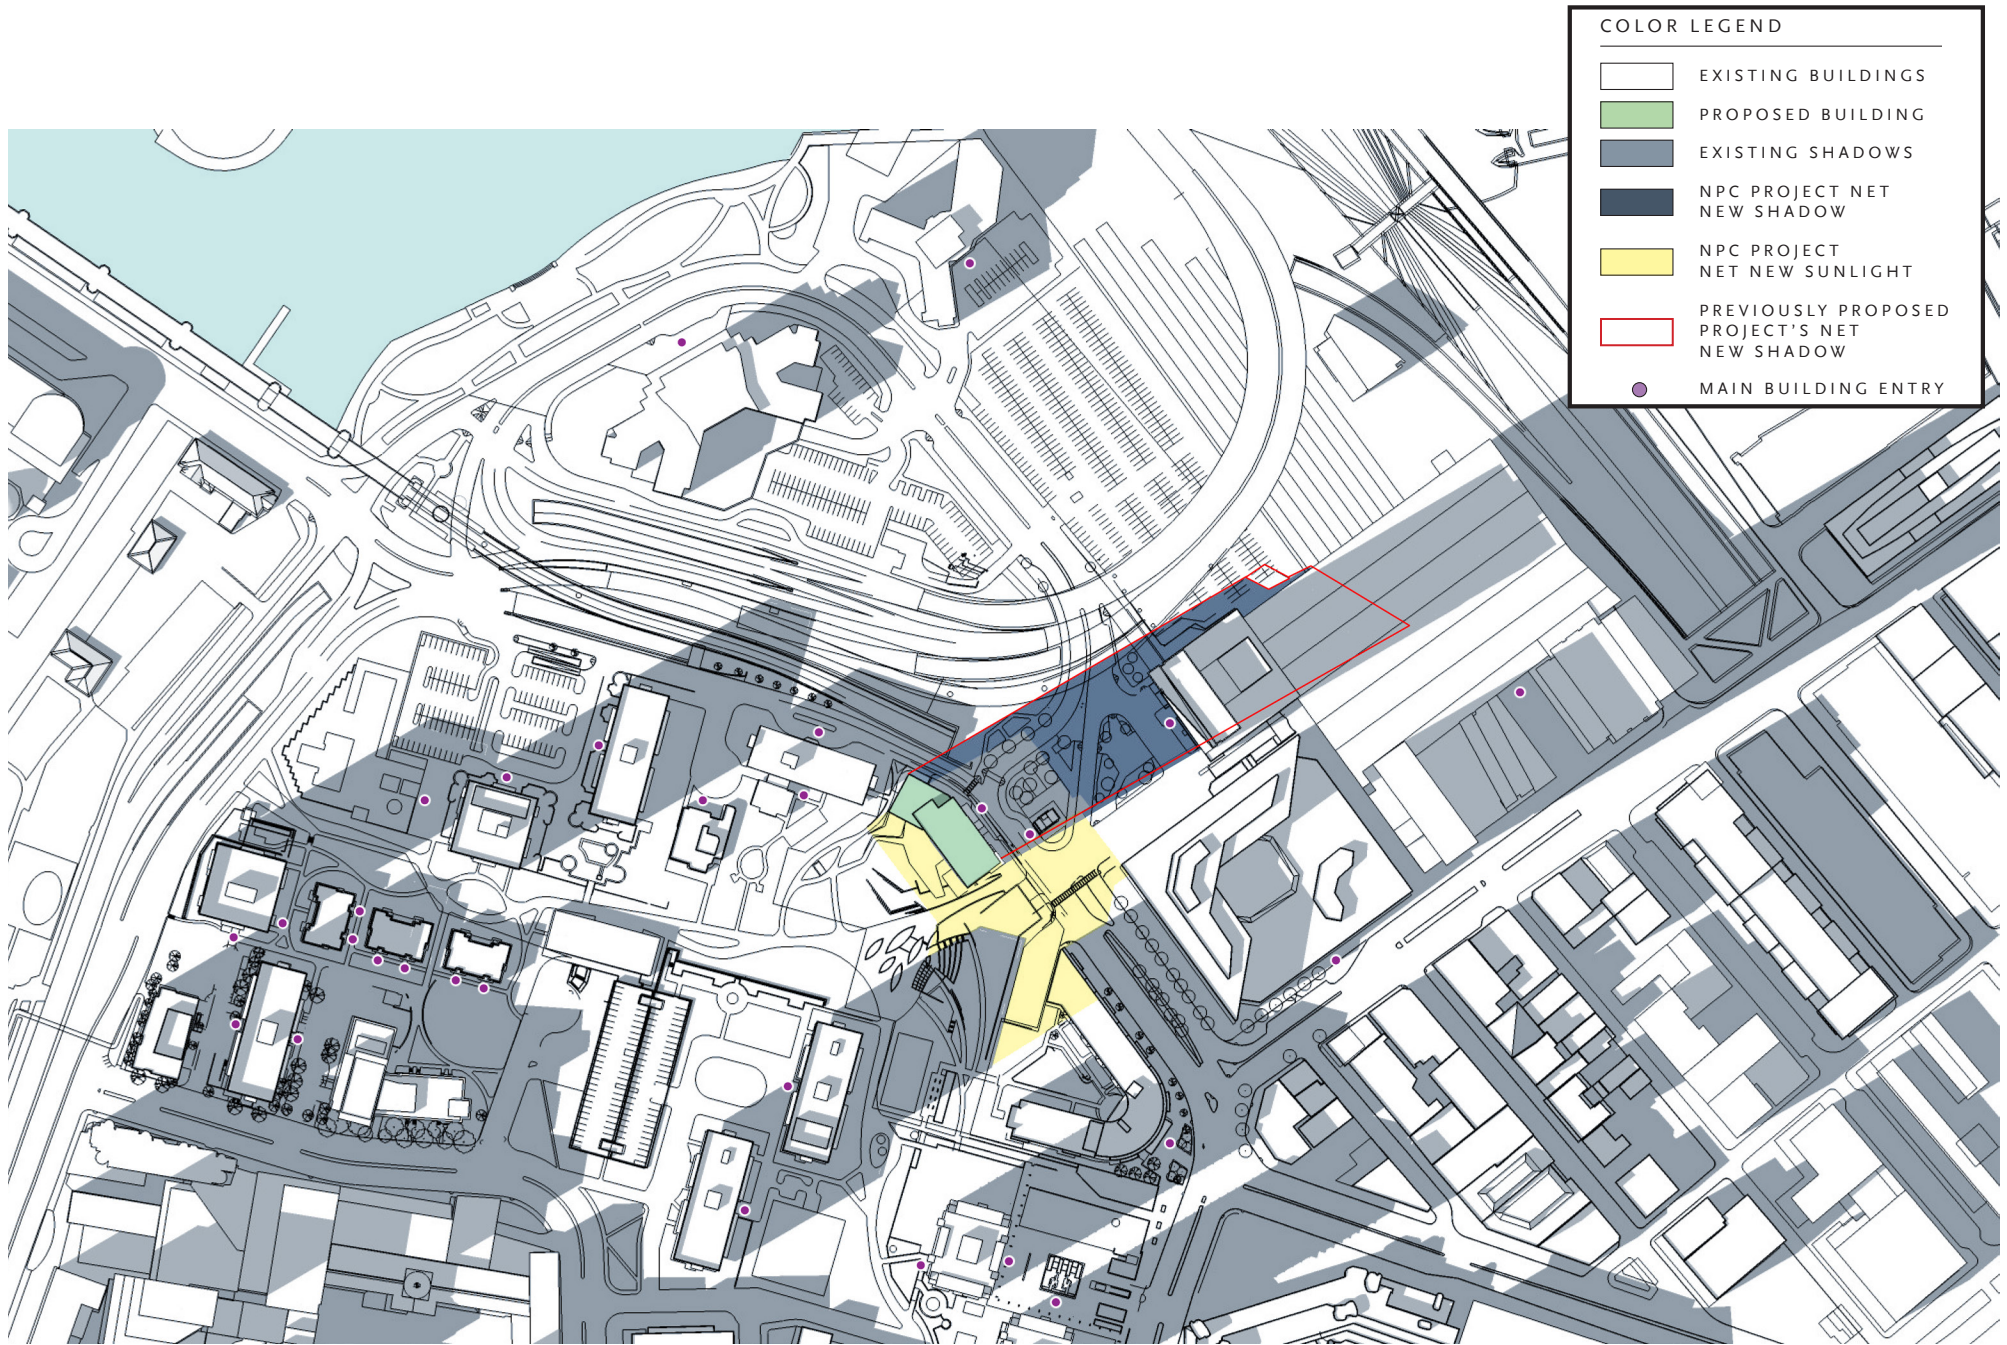 COLOR LEGEND
EXISTING BUILDINGS
PROPOSED BUILDING
EXISTING SHADOWS
NPC PROJECT NET
NEW SHADOW
NPC PROJECT
NET NEW SUNLIGHT
PREVIOUSLY PROPOSED
PROJECT'S NET
NEW SHADOW
MAIN BUILDING ENTRY